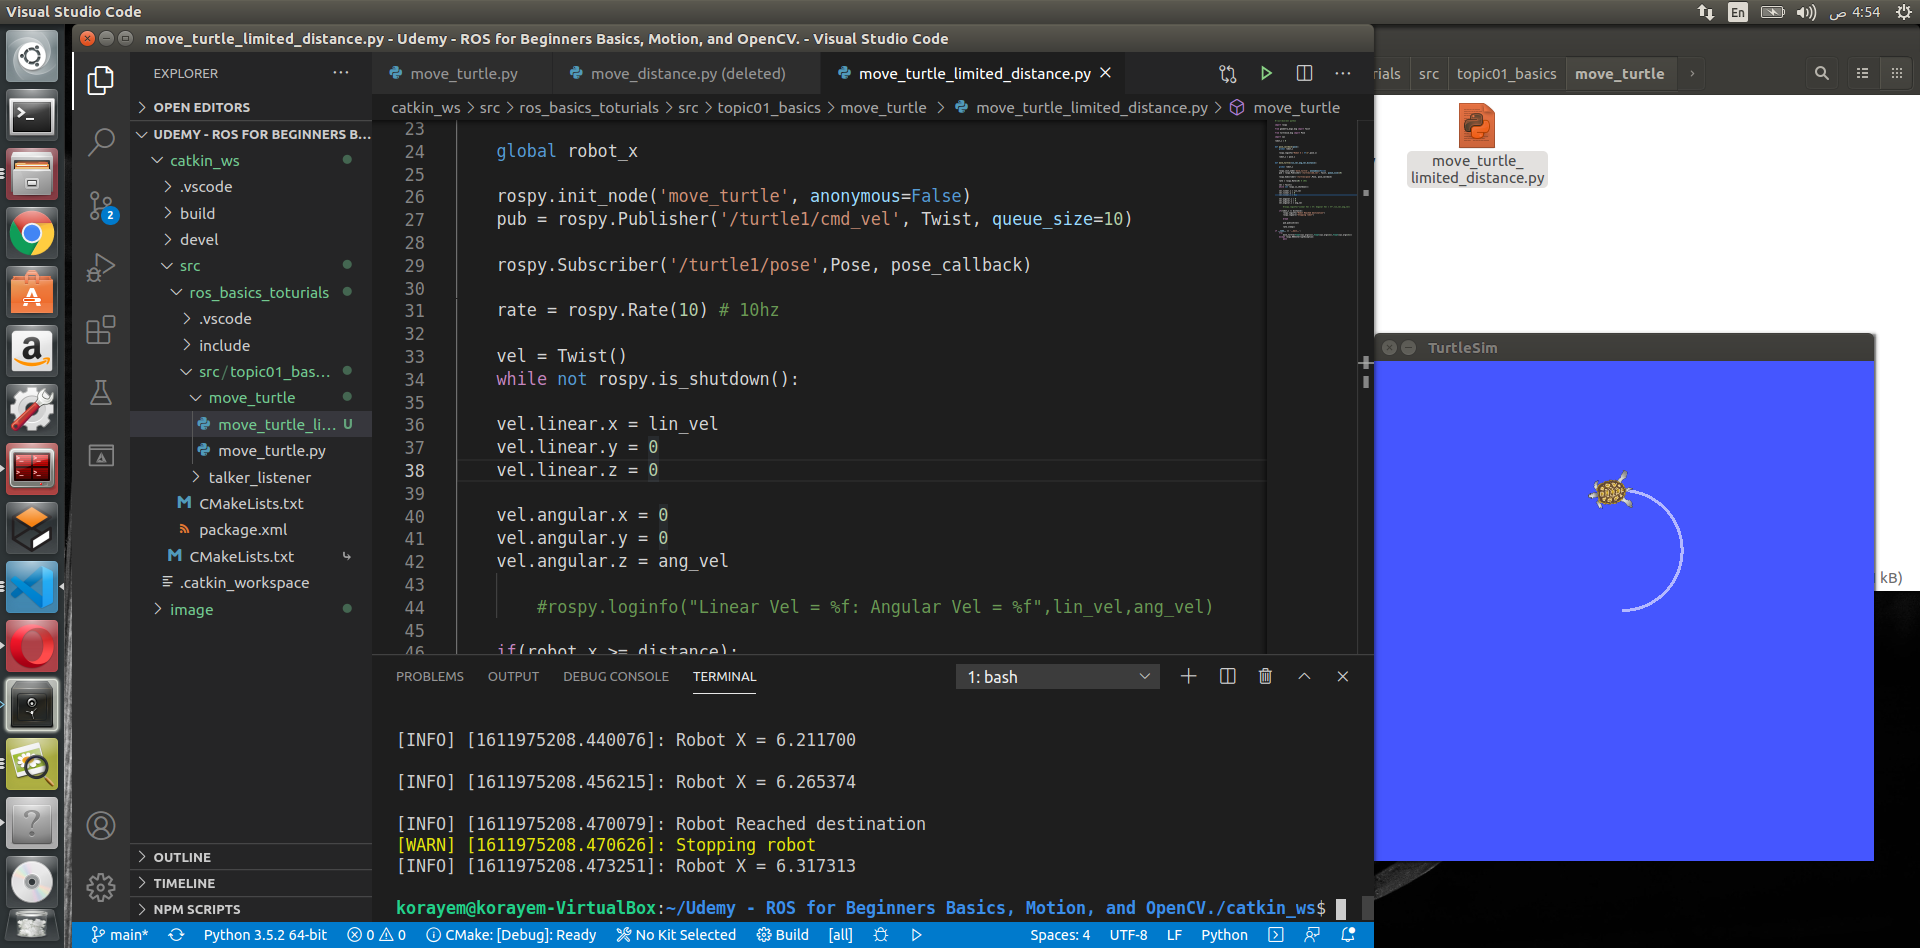 Visual Studio Code
En
4:54 ص
move_turtle_limited_distance.py - Udemy - ROS for Beginners Basics, Motion, and OpenCV. - Visual Studio Code
EXPLORER
OPEN EDITORS
UDEMY - ROS FOR BEGINNERS B...
catkin_ws
.vscode
build
devel
src
ros_basics_toturials
.vscode
include
src/topic01_bas...
move_turtle
move_turtle_li... U
move_turtle.py
talker_listener
CMakeLists.txt
package.xml
CMakeLists.txt
.catkin_workspace
image
OUTLINE
TIMELINE
NPM SCRIPTS
2
move_turtle.py
move_distance.py (deleted)
move_turtle_limited_distance.py
catkin_ws > src > ros_basics_toturials > src > topic01_basics > move_turtle > move_turtle_limited_distance.py > move_turtle
23
24 global robot_x
25
26 rospy.init_node('move_turtle', anonymous=False)
27 pub = rospy.Publisher('/turtle1/cmd_vel', Twist, queue_size=10)
28
29 rospy.Subscriber('/turtle1/pose',Pose, pose_callback)
30
31 rate = rospy.Rate(10) # 10hz
32
33 vel = Twist()
34 while not rospy.is_shutdown():
35
36 vel.linear.x = lin_vel
37 vel.linear.y = 0
38 vel.linear.z = 0
39
40 vel.angular.x = 0
41 vel.angular.y = 0
42 vel.angular.z = ang_vel
43
44 #rospy.loginfo("Linear Vel = %f: Angular Vel = %f",lin_vel,ang_vel)
45
46 if(robot_x >= distance):
PROBLEMS OUTPUT DEBUG CONSOLE TERMINAL
1: bash
[INFO] [1611975208.440076]: Robot X = 6.211700
[INFO] [1611975208.456215]: Robot X = 6.265374
[INFO] [1611975208.470079]: Robot Reached destination
[WARN] [1611975208.470626]: Stopping robot
[INFO] [1611975208.473251]: Robot X = 6.317313
korayem@korayem-VirtualBox:~/Udemy - ROS for Beginners Basics, Motion, and OpenCV./catkin_ws$
main* Python 3.5.2 64-bit 0 0 CMake: [Debug]: Ready No Kit Selected Build [all] Spaces: 4 UTF-8 LF Python
rials src topic01_basics move_turtle
move_turtle_
limited_distance.py
TurtleSim
kB)